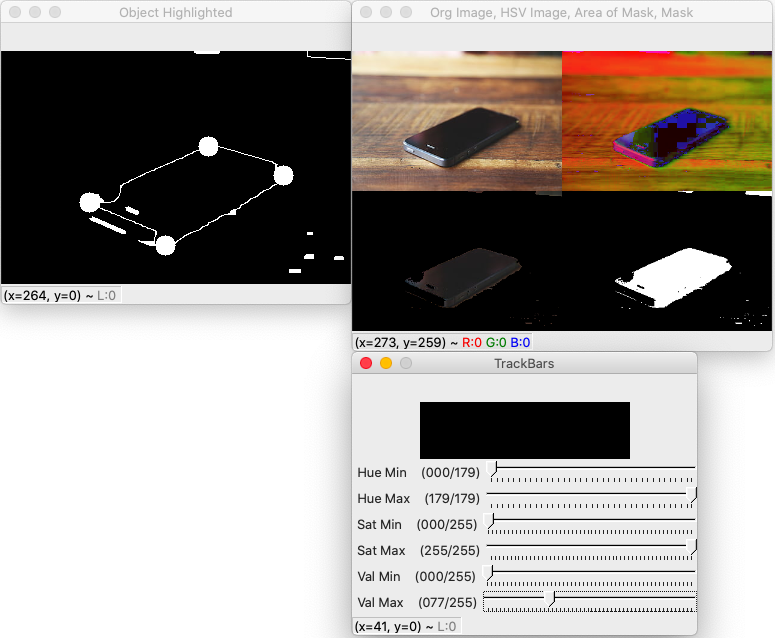 Object Highlighted
(x=264, y=0) ~ L:0
Org Image, HSV Image, Area of Mask, Mask
(x=273, y=259) ~ R:0 G:0 B:0
TrackBars
Hue Min (000/179)
Hue Max (179/179)
Sat Min (000/255)
Sat Max (255/255)
Val Min (000/255)
Val Max (077/255)
(x=41, y=0) ~ L:0